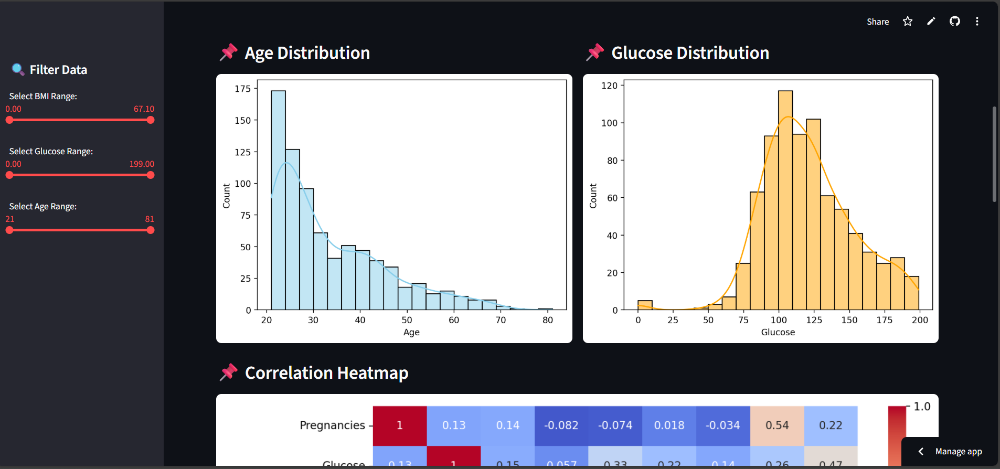 Share
Filter Data
Select BMI Range:
0.00 67.10
Select Glucose Range:
0.00 199.00
Select Age Range:
21 81
Age Distribution
175
150
125
100
75
50
25
0
Count
20 30 40 50 60 70 80
Age
Glucose Distribution
120
100
80
60
40
20
0
Count
0 25 50 75 100 125 150 175 200
Glucose
Correlation Heatmap
Pregnancies 1 0.13 0.14 -0.082 -0.074 0.018 -0.034 0.54 0.22
Glucose 0.13 1 0.15 0.057 0.33 0.22 0.14 0.26 0.47
1.0
Manage app